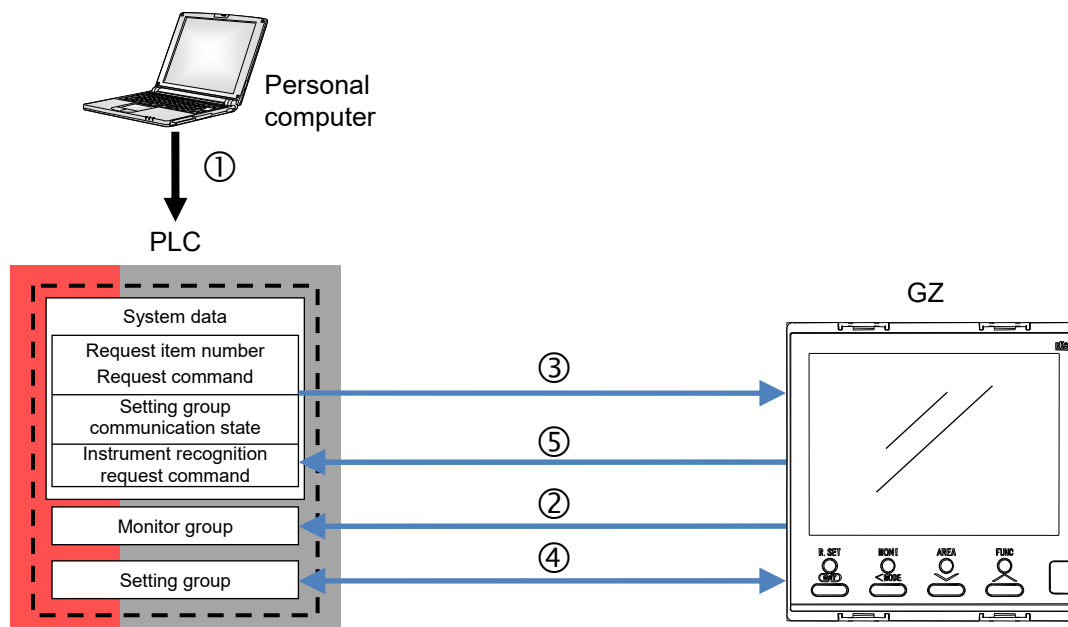 Personal
computer
①
PLC
GZ
System data
Request item number
Request command
③
Setting group
communication state
⑤
Instrument recognition
request command
②
Monitor group
④
Setting group
R. SET
MONI
AREA
FUNC
<MODE